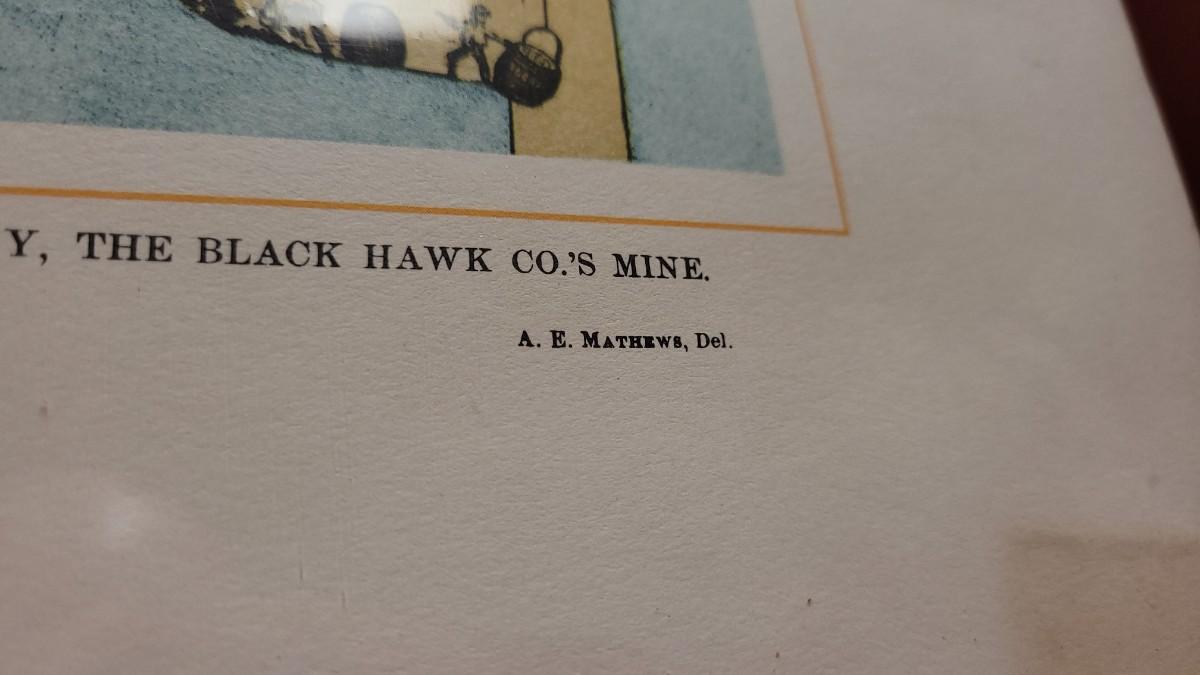 Y, THE BLACK HAWK CO.'S MINE.
A. E. MATHEWS, Del.